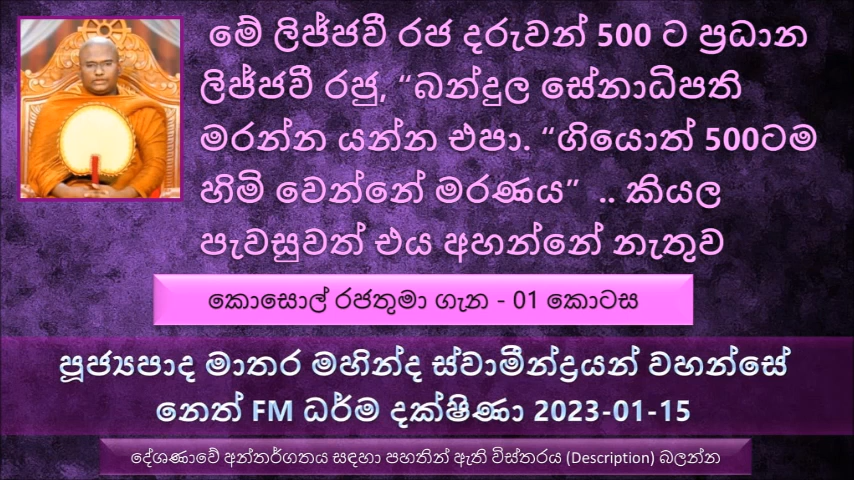 මේ ලිජ්ජවී රජ දරුවන් 500 ට ප්‍රධාන
ලිජ්ජවී රජු, “බන්දුල සේනාධිපති
මරන්න යන්න එපා. “ගියොත් 500ටම
හිමි වෙන්නේ මරණය” .. කියල
පැවසුවත් එය අහන්නේ නැතුව
කොසොල් රජතුමා ගැන - 01 කොටස
පූජ්‍යපාද මාතර මහින්ද ස්වාමීන්ද්‍රයන් වහන්සේ
නෙත් FM ධර්ම දක්ෂිණා 2023-01-15
දේශණාවේ අන්තර්ගතය සඳහා පහතින් ඇති විස්තරය (Description) බලන්න